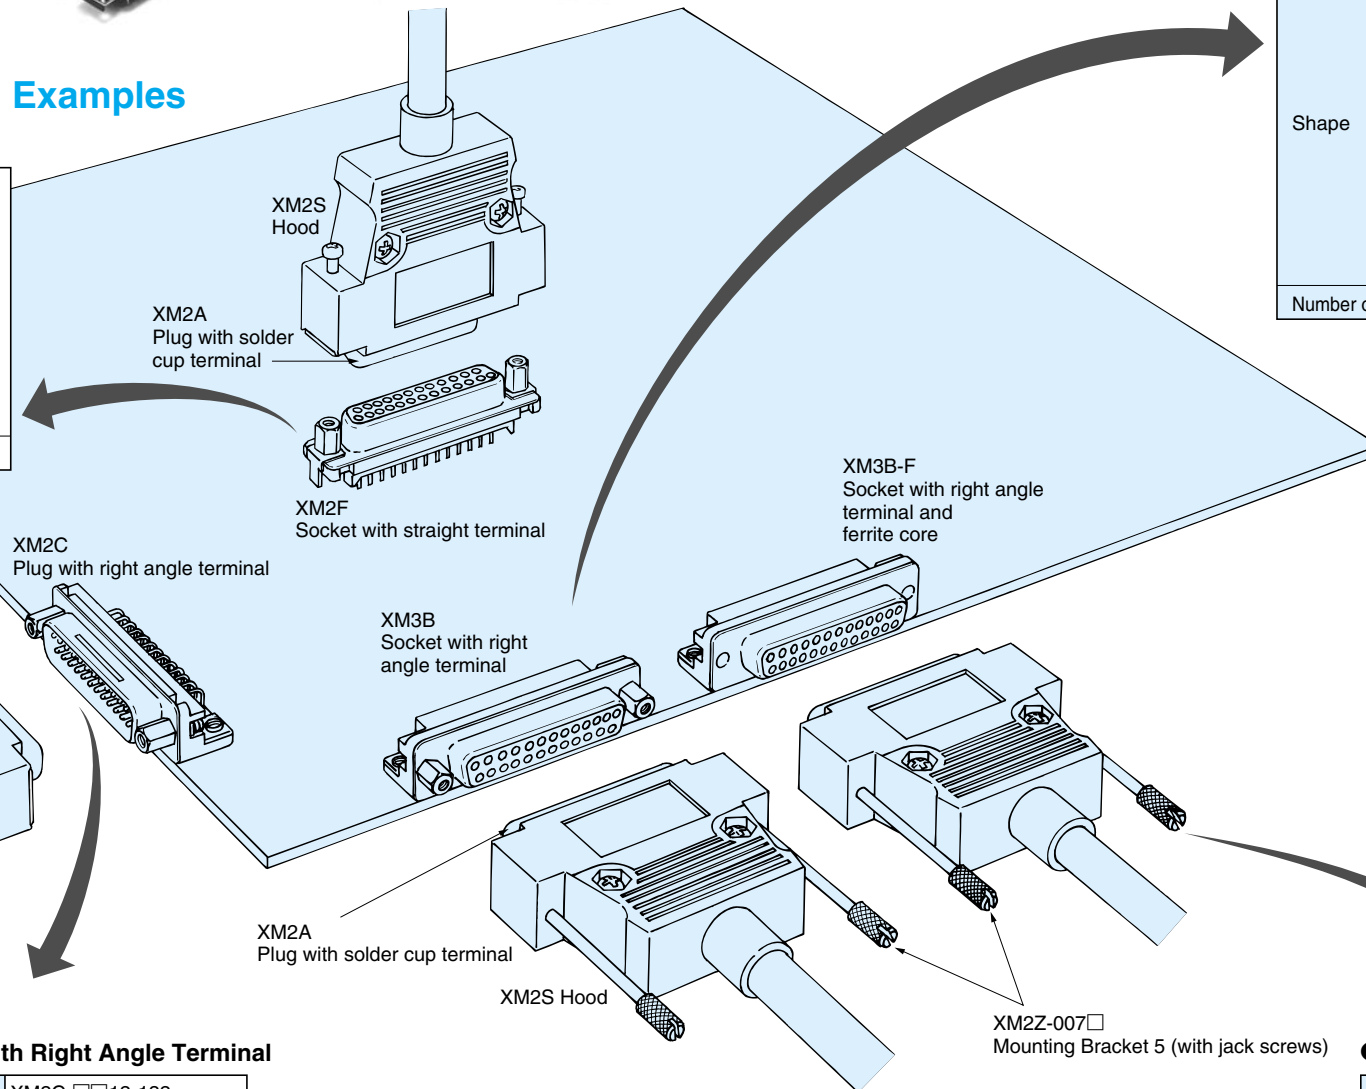 Examples
Shape
XM2S
Hood
XM2A
Plug with solder
cup terminal
XM2F
Socket with straight terminal
XM3B-F
Socket with right angle
terminal and
ferrite core
XM2C
Plug with right angle terminal
XM3B
Socket with right
angle terminal
XM2A
Plug with solder cup terminal
XM2S Hood
XM2Z-007□
Mounting Bracket 5 (with jack screws)
Right Angle Terminal
Number